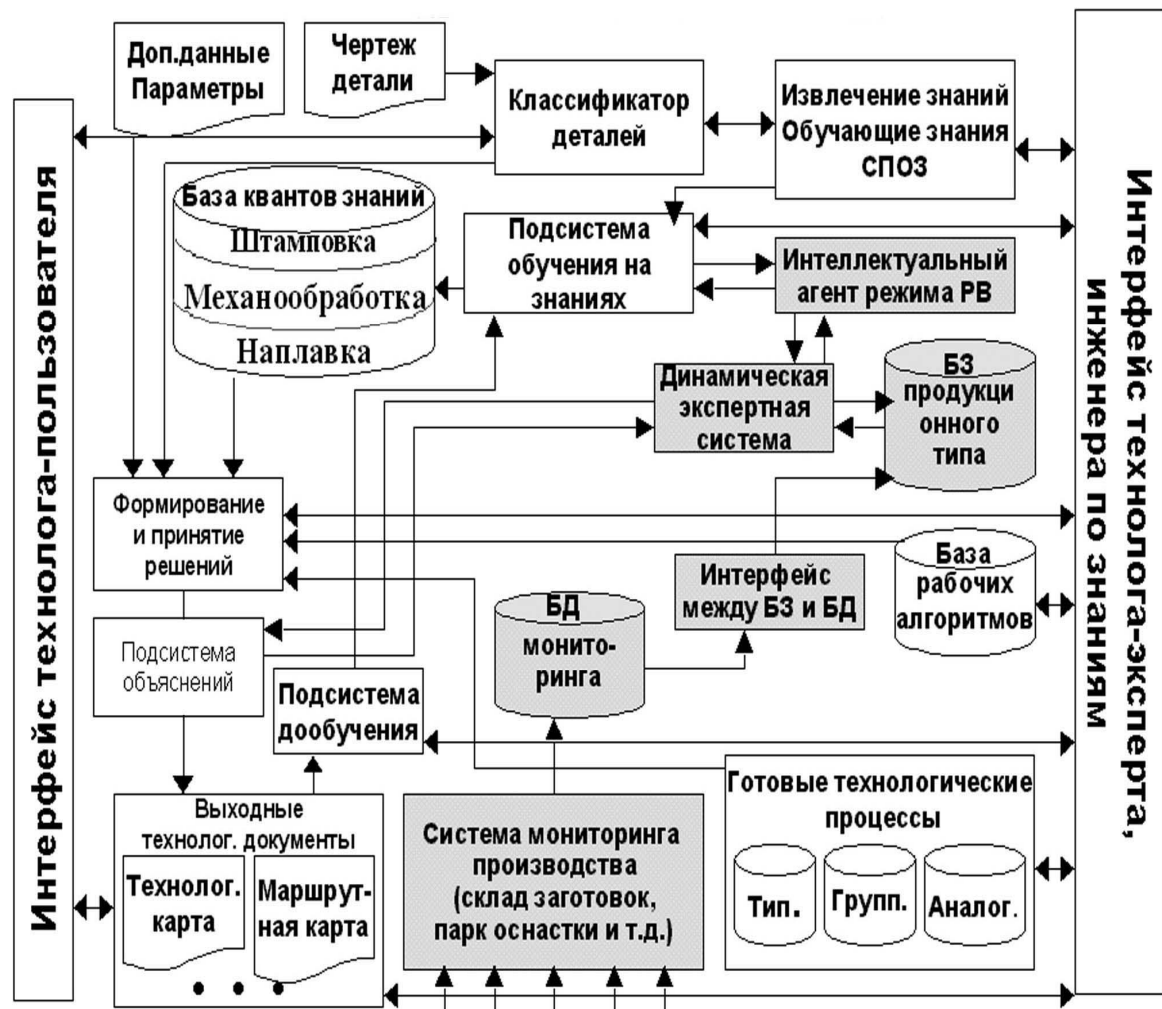 Интерфейс технолога-пользователя
Доп.данные
Параметры
Чертеж
детали
Классификатор
деталей
Извлечение знаний
Обучающие знания
СПОЗ
База квантов знаний
Штамповка
Механообработка
Наплавка
Подсистема
обучения на
знаниях
Интеллектуальный
агент режима РВ
Динамическая
экспертная
система
БЗ
продукци
онного
типа
Формирование
и принятие
решений
База
рабочих
алгоритмов
Интерфейс
между БЗ и БД
БД
монито-
ринга
Подсистема
объяснений
Подсистема
дообучения
Выходные
технолог. документы
Технолог.
карта
Маршрут-
ная карта
• • •
Система мониторинга
производства
(склад заготовок,
парк оснастки и т.д.)
Готовые технологические
процессы
Тип.
Групп.
Аналог.
Интерфейс технолога-эксперта,
инженера по знаниям